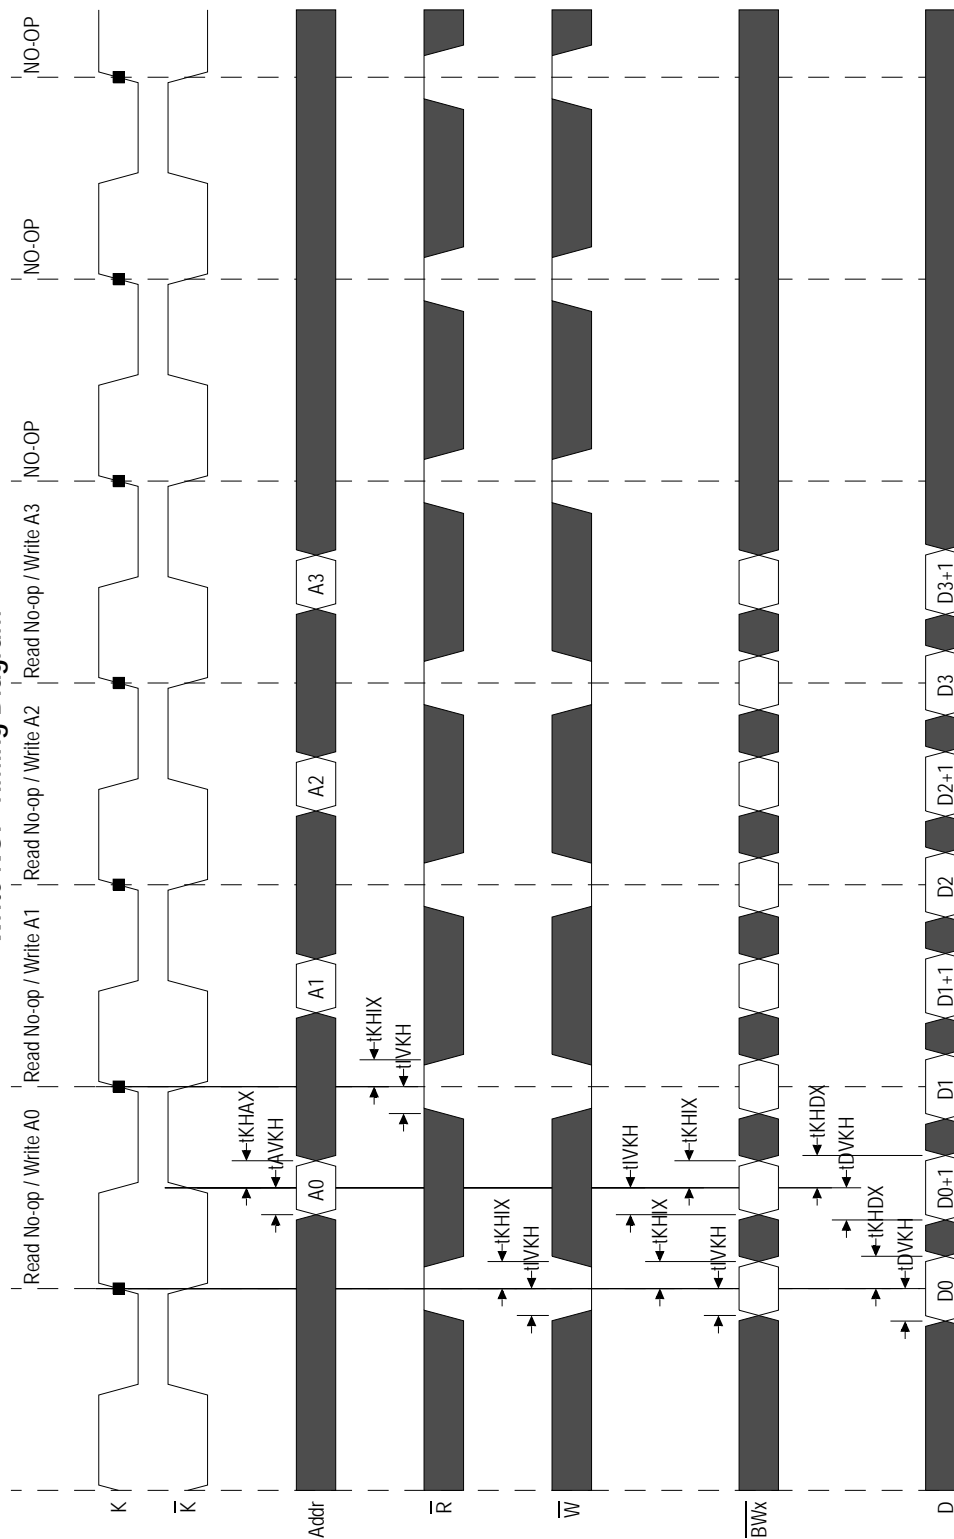 Read No-op / Write A0
Read No-op / Write A1
Read No-op / Write A2
Read No-op / Write A3
NO-OP
NO-OP
NO-OP
K
K
tKHAX
tAVKH
Addr
A0
A1
A2
A3
tKHIX
tIVKH
R
tKHIX
tIVKH
W
tIVKH
tKHIX
tKHIX
tIVKH
BWx
tKHDX
tDVKH
tKHDX
tDVKH
D
D0
D0+1
D1
D1+1
D2
D2+1
D3
D3+1